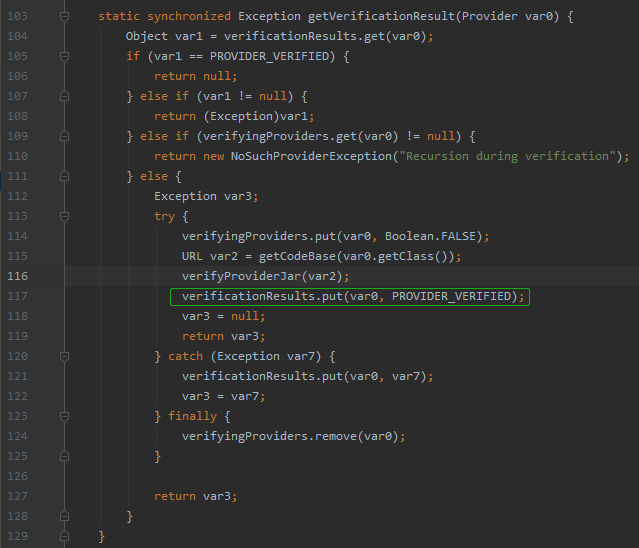 103 static synchronized Exception getVerificationResult(Provider var0) {
104 Object var1 = verificationResults.get(var0);
105 if (var1 == PROVIDER_VERIFIED) {
106 return null;
107 } else if (var1 != null) {
108 return (Exception)var1;
109 } else if (verifyingProviders.get(var0) != null) {
110 return new NoSuchProviderException("Recursion during verification");
111 } else {
112 Exception var3;
113 try {
114 verifyingProviders.put(var0, Boolean.FALSE);
115 URL var2 = getCodeBase(var0.getClass());
116 verifyProviderJar(var2);
117 verificationResults.put(var0, PROVIDER_VERIFIED);
118 var3 = null;
119 return var3;
120 } catch (Exception var7) {
121 verificationResults.put(var0, var7);
122 var3 = var7;
123 } finally {
124 verifyingProviders.remove(var0);
125 }
126
127 return var3;
128 }
129 }